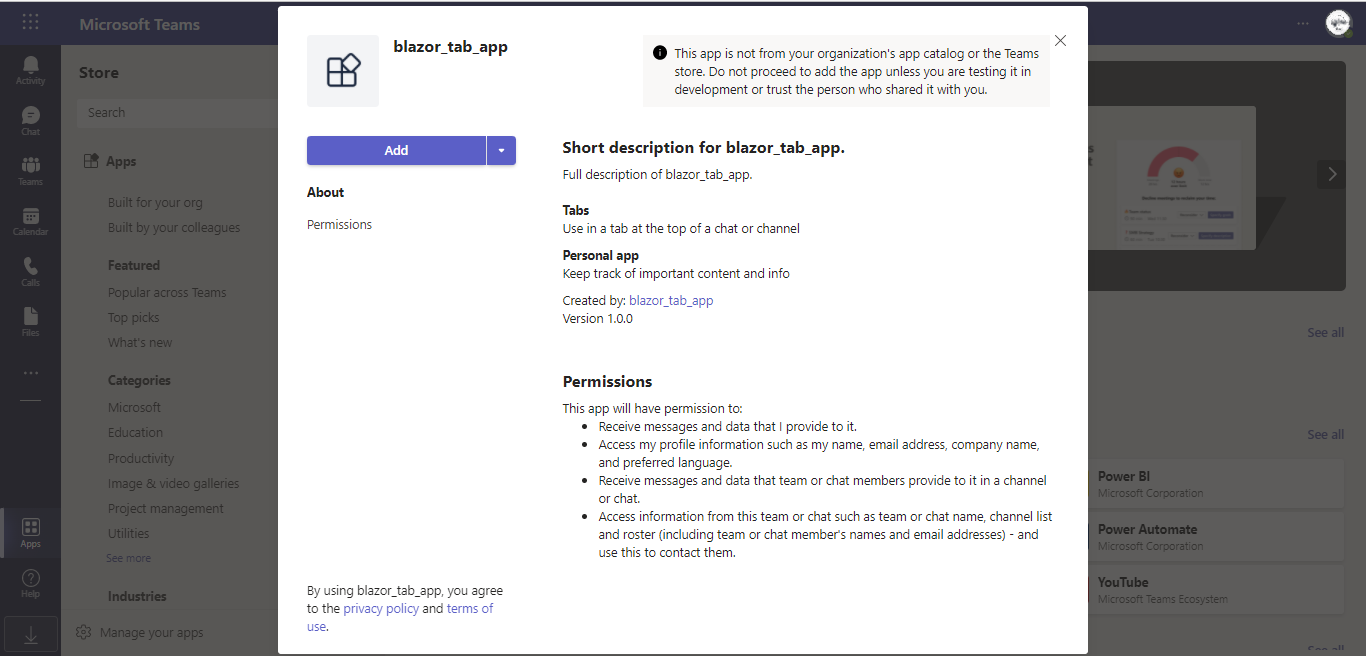 Microsoft Teams
Activity
Chat
Teams
Calendar
Calls
Files
Apps
Help
Store
Search
Apps
Built for your org
Built by your colleagues
Featured
Popular across Teams
Top picks
What's new
Categories
Microsoft
Education
Productivity
Image & video galleries
Project management
Utilities
See more
Industries
Manage your apps
blazor_tab_app
This app is not from your organization's app catalog or the Teams
store. Do not proceed to add the app unless you are testing it in
development or trust the person who shared it with you.
Add
About
Permissions
By using blazor_tab_app, you agree
to the privacy policy and terms of
use.
Short description for blazor_tab_app.
Full description of blazor_tab_app.
Tabs
Use in a tab at the top of a chat or channel
Personal app
Keep track of important content and info
Created by: blazor_tab_app
Version 1.0.0
Permissions
This app will have permission to:
Receive messages and data that I provide to it.
Access my profile information such as my name, email address, company name,
and preferred language.
Receive messages and data that team or chat members provide to it in a channel
or chat.
Access information from this team or chat such as team or chat name, channel list
and roster (including team or chat member's names and email addresses) - and
use this to contact them.
See all
See all
Power BI
Microsoft Corporation
Power Automate
Microsoft Corporation
YouTube
Microsoft Teams Ecosystem
See all